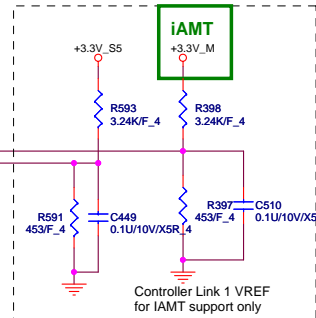 iAMT
+3.3V_S5
+3.3V_M
R593
3.24K/F_4
R398
3.24K/F_4
R591
453/F_4
C449
0.1U/10V/X5R_4
R397
453/F_4
C510
0.1U/10V/X5
Controller Link 1 VREF
for IAMT support only